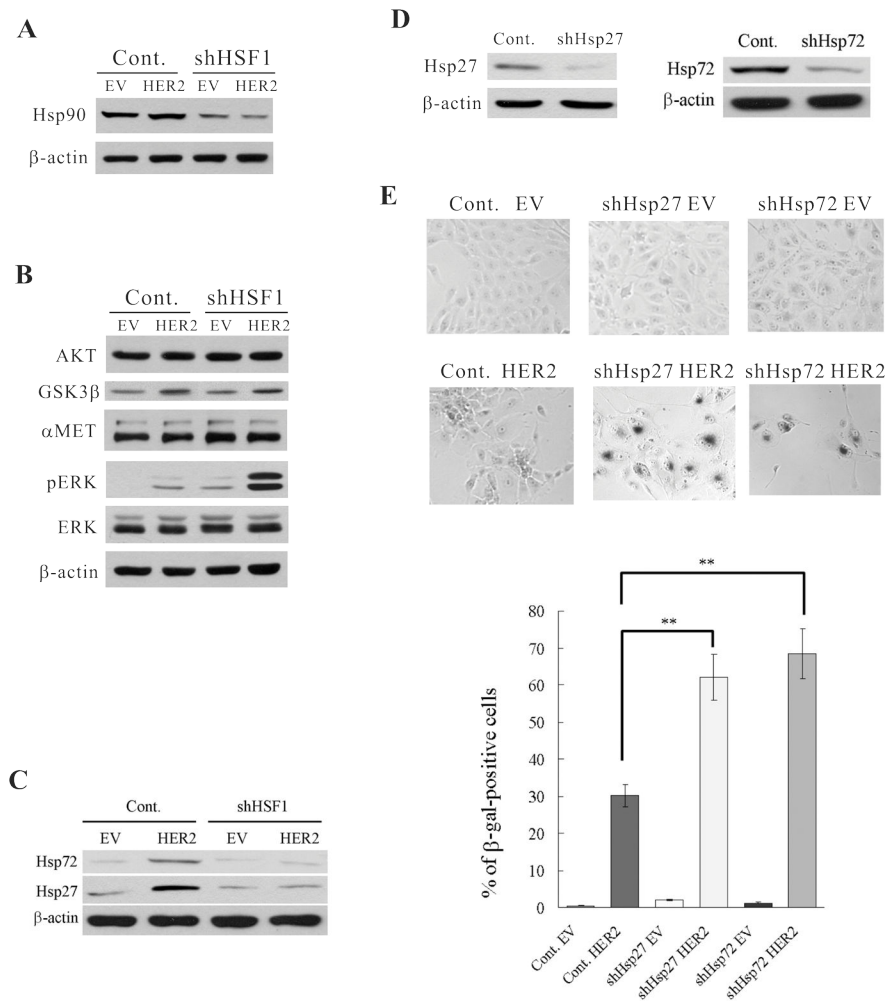 A
Cont. shHSF1
EV HER2 EV HER2
Hsp90
β-actin
B
Cont. shHSF1
EV HER2 EV HER2
AKT
GSK3β
αMET
pERK
ERK
β-actin
C
Cont. shHSF1
EV HER2 EV HER2
Hsp72
Hsp27
β-actin
D
Cont. shHsp27
Hsp27
β-actin
Cont. shHsp72
Hsp72
β-actin
E
Cont. EV shHsp27 EV shHsp72 EV
Cont. HER2 shHsp27 HER2 shHsp72 HER2
**
**
% of β-gal-positive cells
80
70
60
50
40
30
20
10
0
Cont. EV
Cont. HER2
shHsp27 EV
shHsp27 HER2
shHsp72 EV
shHsp72 HER2